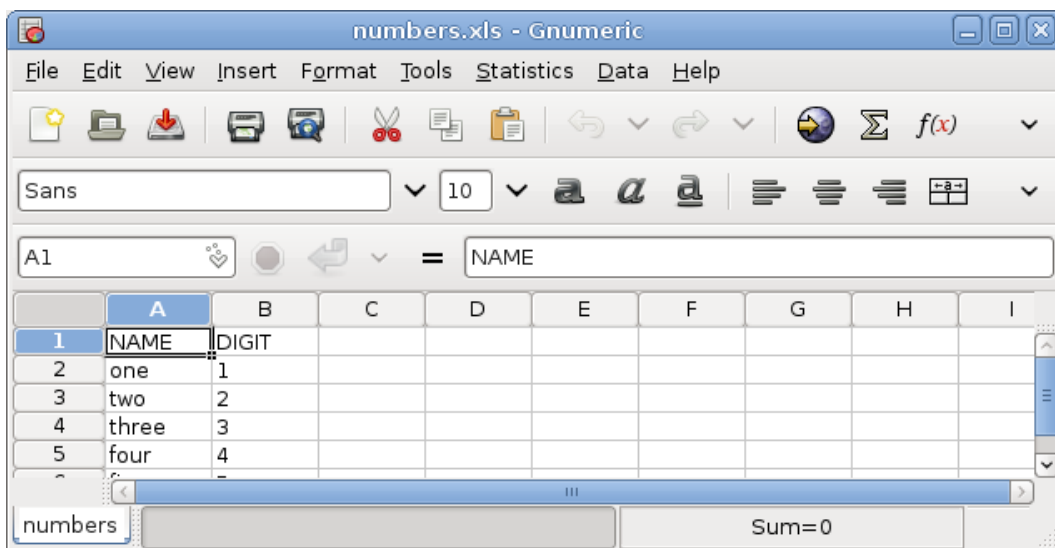 numbers.xls - Gnumeric
File Edit View Insert Format Tools Statistics Data Help
f(x)
Sans 10 a a a a
A1 = NAME
A B C D E F G H I
1 NAME DIGIT
2 one 1
3 two 2
4 three 3
5 four 4
numbers Sum=0